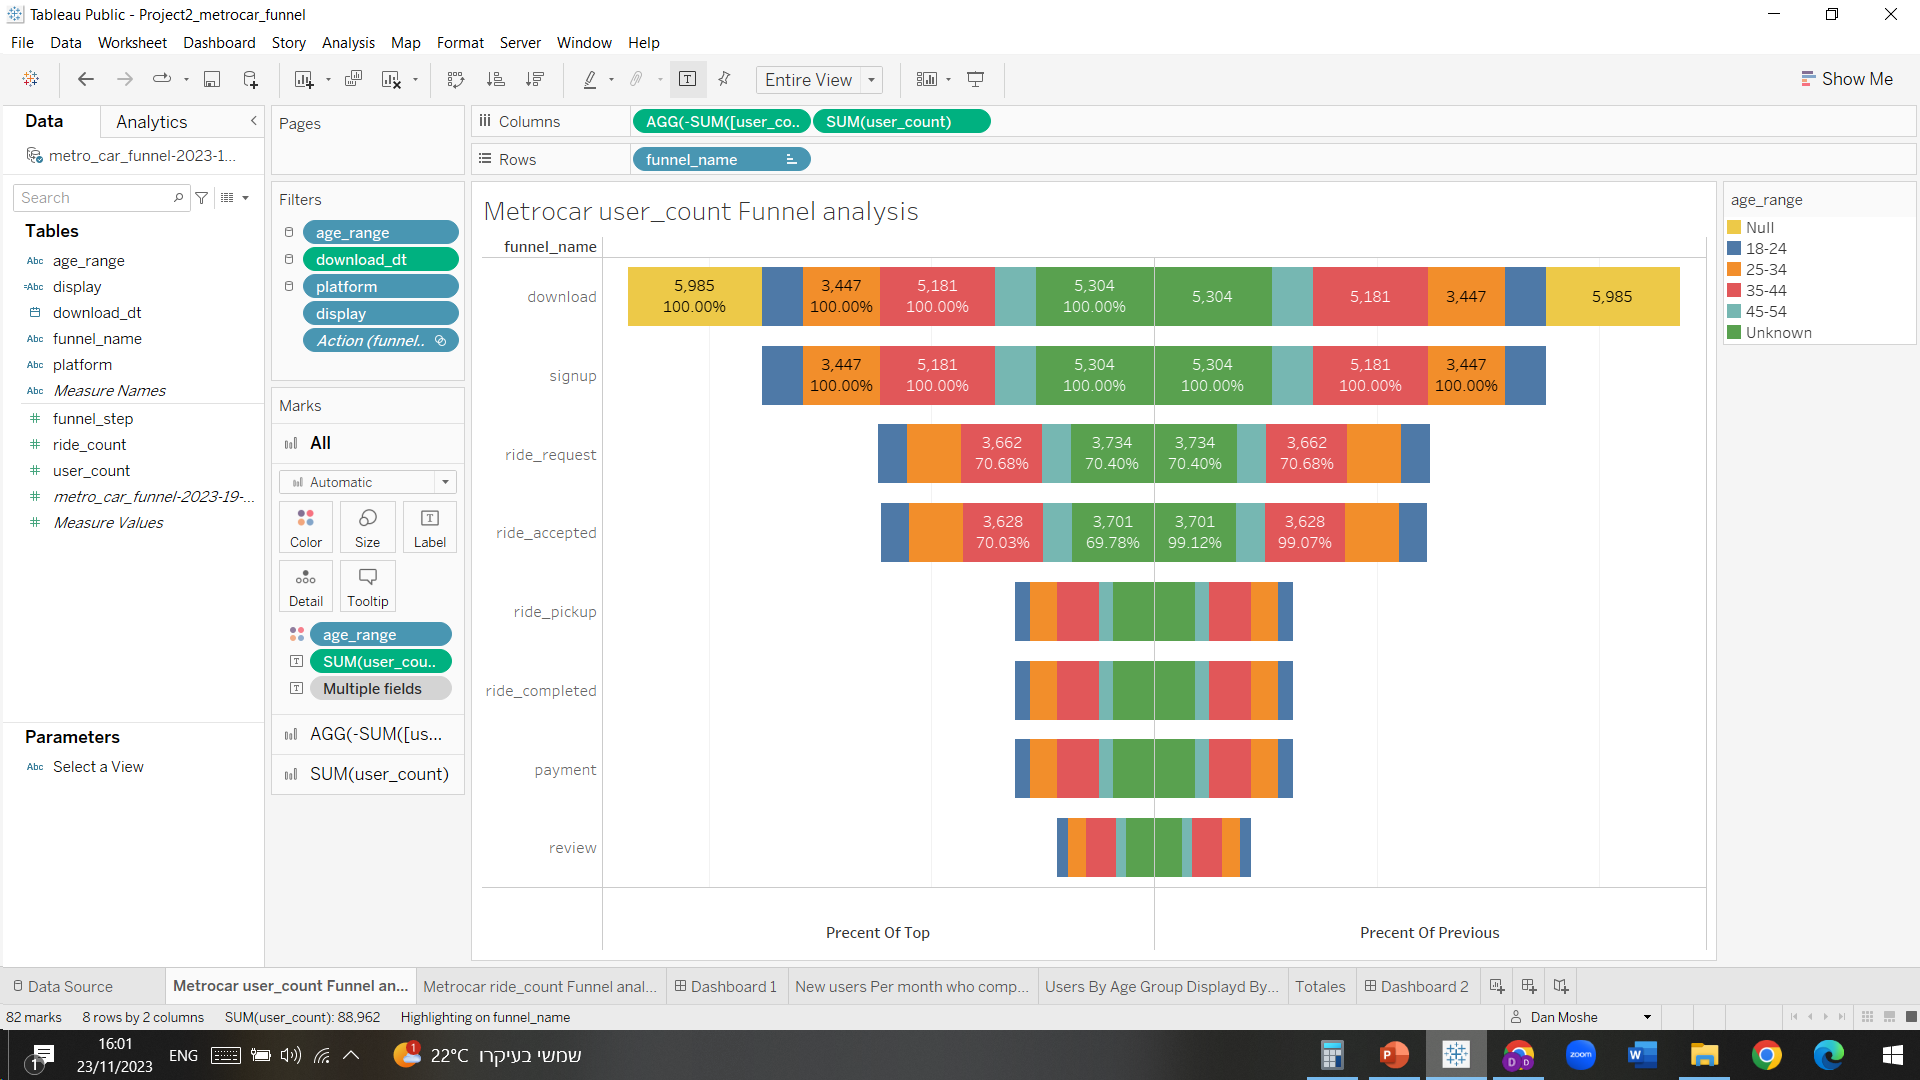 Tableau Public - Project2_metrocar_funnel
File Data Worksheet Dashboard Story Analysis Map Format Server Window Help
Entire View
Show Me
Data Analytics
metro_car_funnel-2023-1...
Search
Tables
Abc age_range
=Abc display
download_dt
Abc funnel_name
Abc platform
Abc Measure Names
# funnel_step
# ride_count
# user_count
# metro_car_funnel-2023-19-...
# Measure Values
Parameters
Abc Select a View
Pages
Filters
age_range
download_dt
platform
display
Action (funnel..
Marks
All
Automatic
Color Size Label
Detail Tooltip
age_range
SUM(user_cou..
Multiple fields
AGG(-SUM([us...
SUM(user_count)
Columns AGG(-SUM([user_co.. SUM(user_count)
Rows funnel_name
Metrocar user_count Funnel analysis
funnel_name
download
5,985 3,447 5,181 5,304 5,304 5,181 3,447 5,985
100.00% 100.00% 100.00% 100.00%
signup
3,447 5,181 5,304 5,304 5,181 3,447
100.00% 100.00% 100.00% 100.00% 100.00% 100.00%
ride_request
3,662 3,734 3,734 3,662
70.68% 70.40% 70.40% 70.68%
ride_accepted
3,628 3,701 3,701 3,628
70.03% 69.78% 99.12% 99.07%
ride_pickup
ride_completed
payment
review
Precent Of Top Precent Of Previous
age_range
Null
18-24
25-34
35-44
45-54
Unknown
Data Source Metrocar user_count Funnel an... Metrocar ride_count Funnel anal... Dashboard 1 New users Per month who comp... Users By Age Group Displayd By... Totales Dashboard 2
82 marks 8 rows by 2 columns SUM(user_count): 88,962 Highlighting on funnel_name Dan Moshe
1 16:01 ENG 1 22°C שמשי בעיקרו zoom
23/11/2023